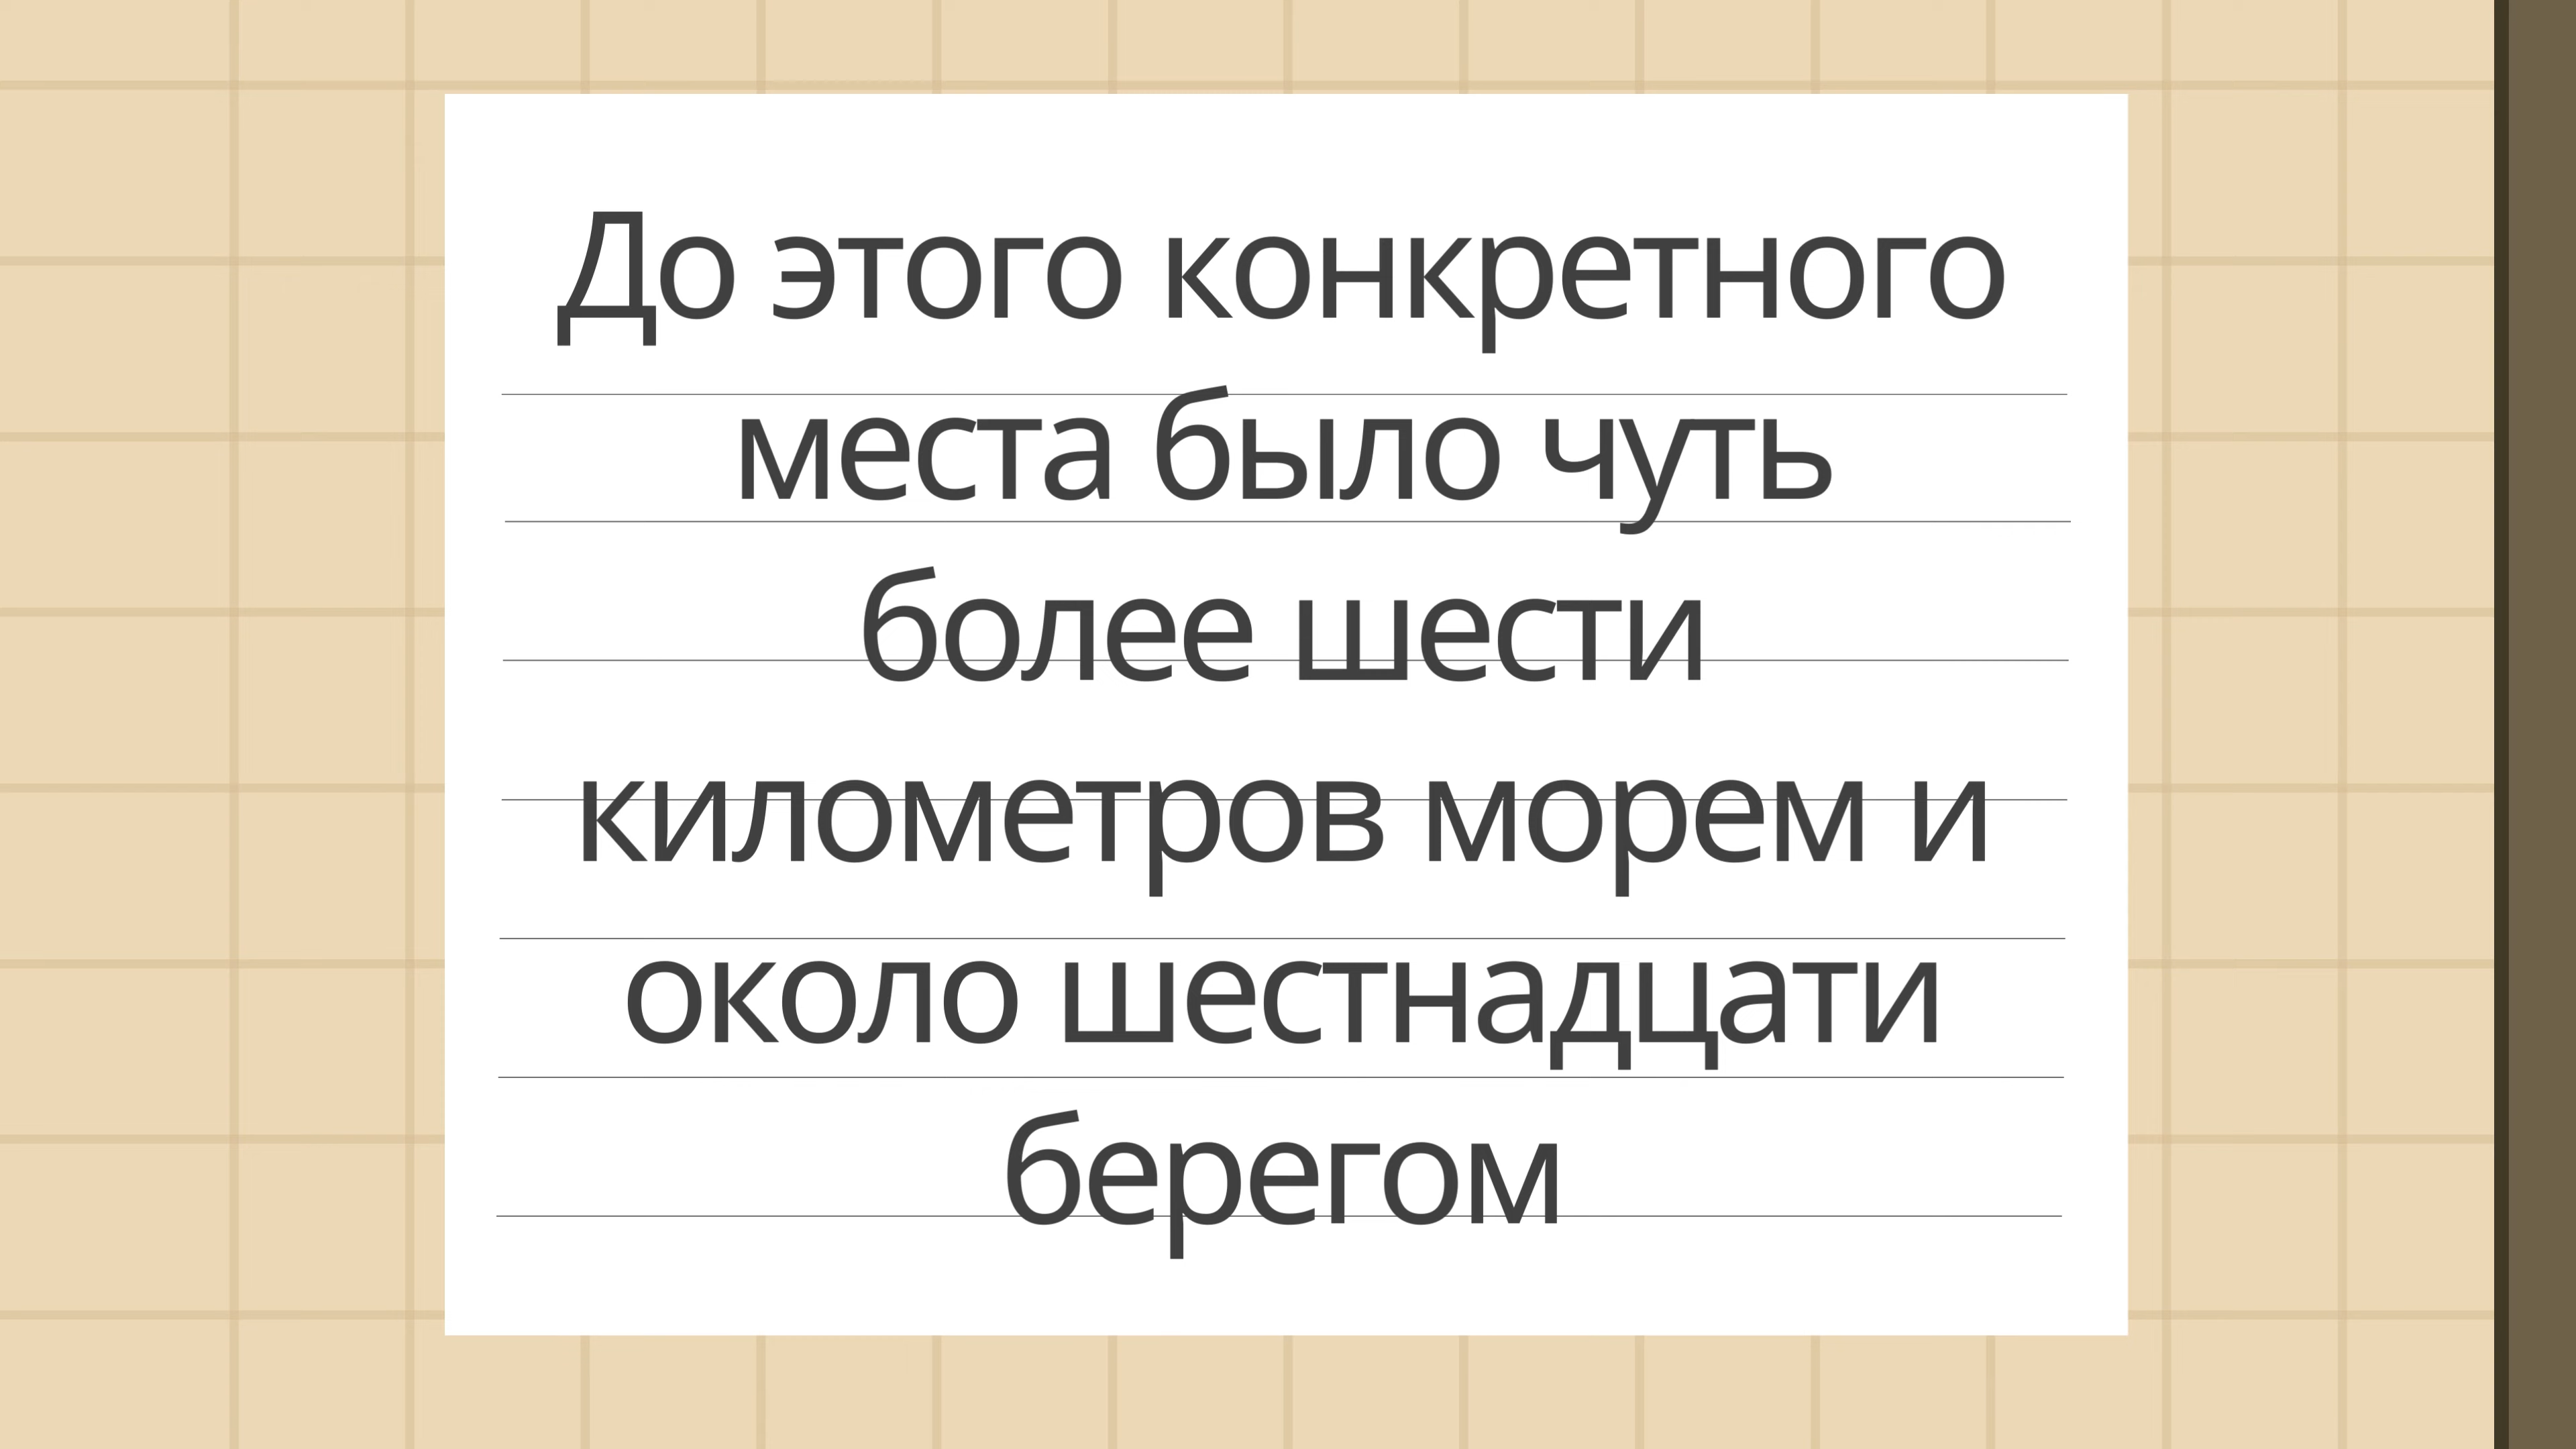 До этого конкретного
места было чуть
более шести
километров морем и
около шестнадцати
берегом